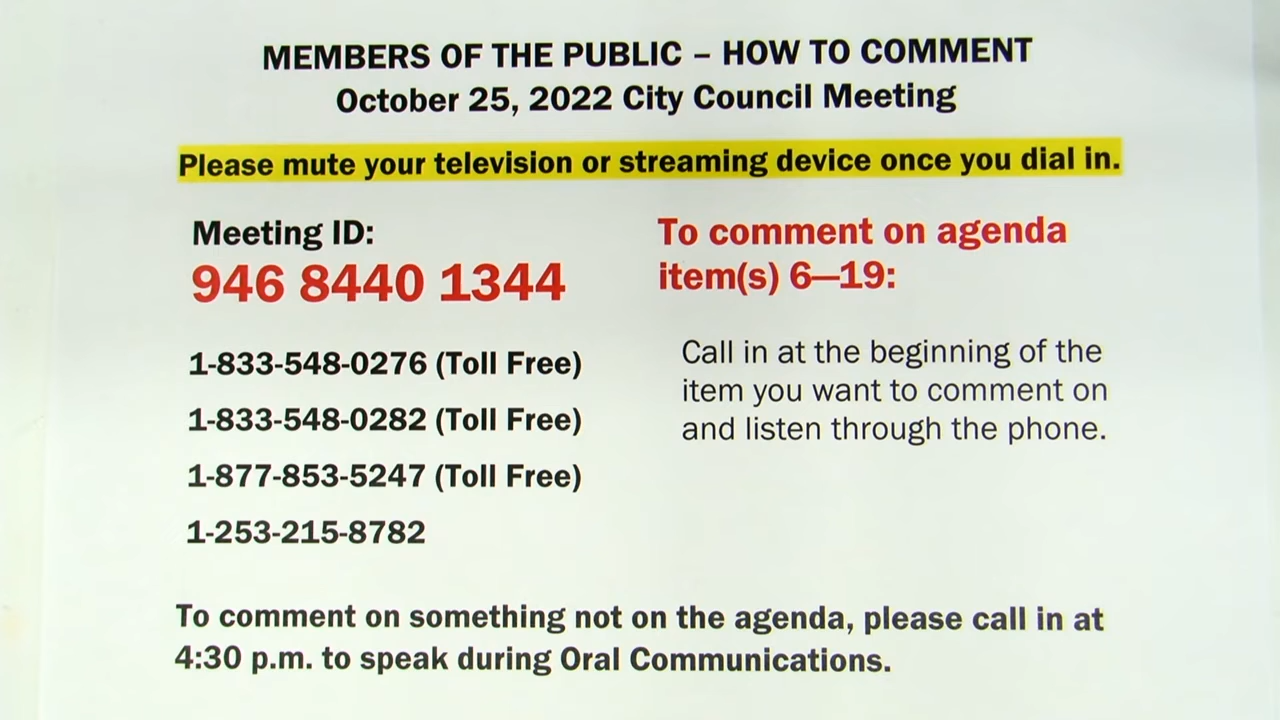 MEMBERS OF THE PUBLIC – HOW TO COMMENT
October 25, 2022 City Council Meeting
Please mute your television or streaming device once you dial in.
Meeting ID:
946 8440 1344
1-833-548-0276 (Toll Free)
1-833-548-0282 (Toll Free)
1-877-853-5247 (Toll Free)
1-253-215-8782
To comment on agenda
item(s) 6—19:
Call in at the beginning of the
item you want to comment on
and listen through the phone.
To comment on something not on the agenda, please call in at
4:30 p.m. to speak during Oral Communications.